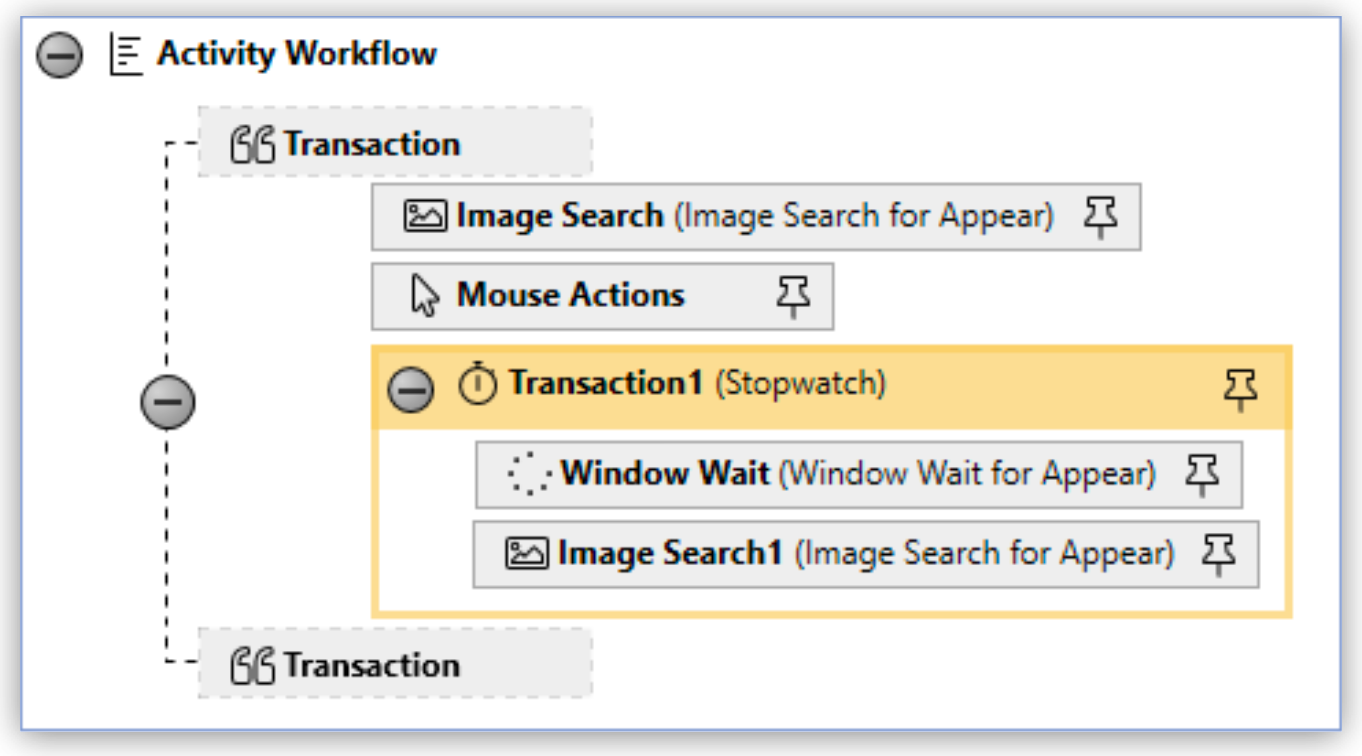 Activity Workflow
Transaction
Image Search (Image Search for Appear)
Mouse Actions
Transaction1 (Stopwatch)
Window Wait (Window Wait for Appear)
Image Search1 (Image Search for Appear)
Transaction